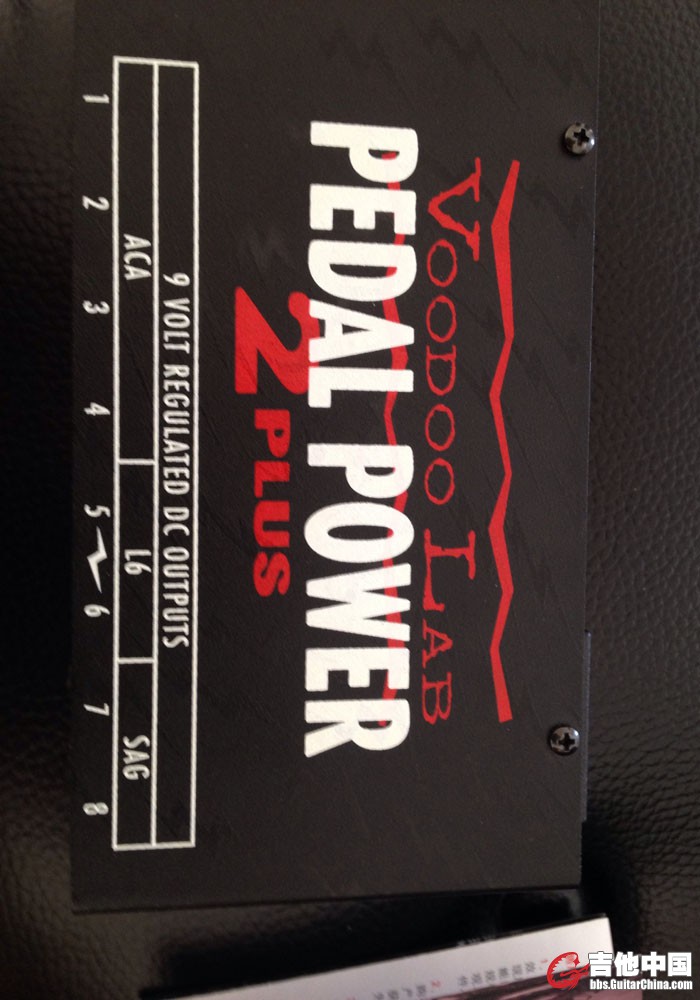 VOODOO LAB
PEDAL POWER
2 PLUS
9 VOLT REGULATED DC OUTPUTS
ACA L6 SAG
1 2 3 4 5 6 7 8
吉他中国
bbs.GuitarChina.com